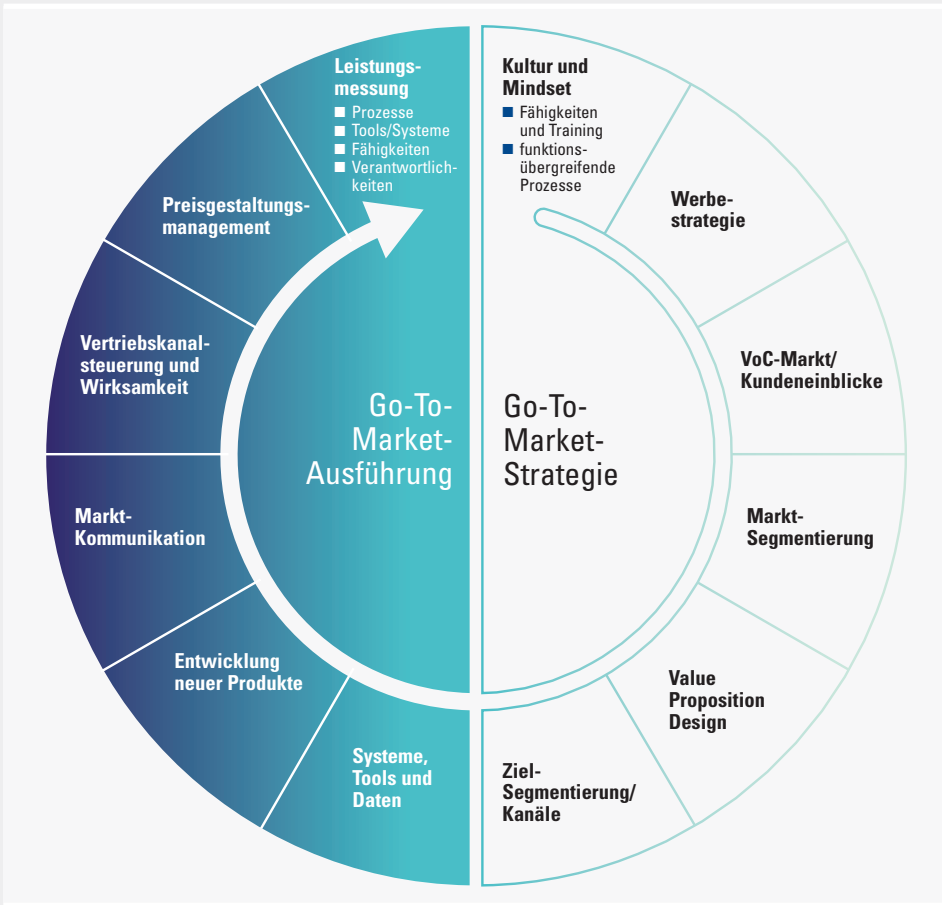 Leistungs-
messung
Prozesse
Tools/Systeme
Fähigkeiten
Verantwortlich-
keiten
Kultur und
Mindset
Fähigkeiten
und Training
funktions-
übergreifende
Prozesse
Werbe-
strategie
VoC-Markt/
Kundeneinblicke
Markt-
Segmentierung
Value
Proposition
Design
Ziel-
Segmentierung/
Kanäle
Systeme,
Tools und
Daten
Entwicklung
neuer Produkte
Markt-
Kommunikation
Vertriebskanal-
steuerung und
Wirksamkeit
Preisgestaltungs-
management
Go-To-
Market-
Ausführung
Go-To-
Market-
Strategie